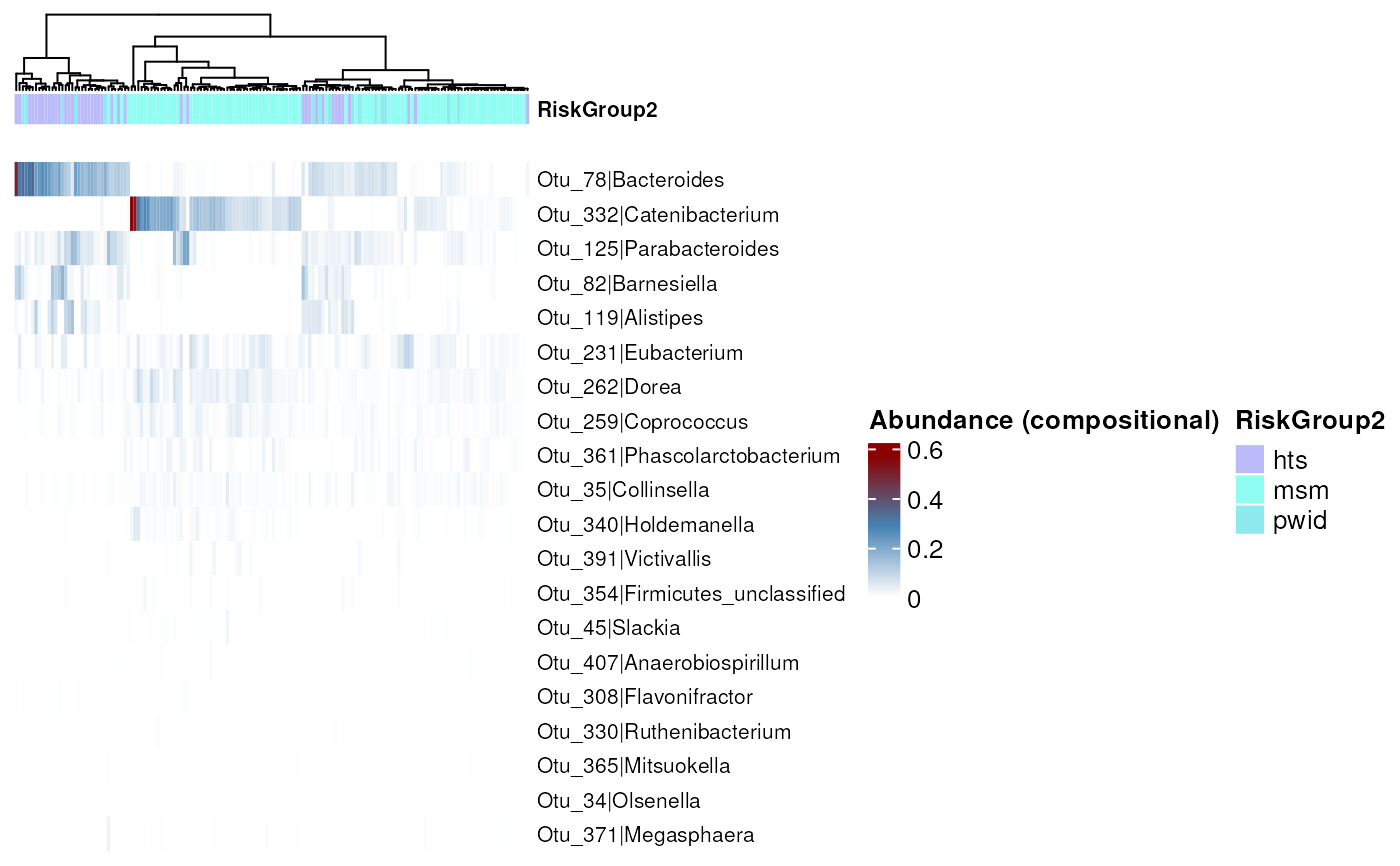 RiskGroup2
Otu_78|Bacteroides
Otu_332|Catenibacterium
Otu_125|Parabacteroides
Otu_82|Barnesiella
Otu_119|Alistipes
Otu_231|Eubacterium
Otu_262|Dorea
Otu_259|Coprococcus
Otu_361|Phascolarctobacterium
Otu_35|Collinsella
Otu_340|Holdemanella
Otu_391|Victivallis
Otu_354|Firmicutes_unclassified
Otu_45|Slackia
Otu_407|Anaerobiospirillum
Otu_308|Flavonifractor
Otu_330|Ruthenibacterium
Otu_365|Mitsuokella
Otu_34|Olsenella
Otu_371|Megasphaera
Abundance (compositional)
0.6
0.4
0.2
0
RiskGroup2
hts
msm
pwid